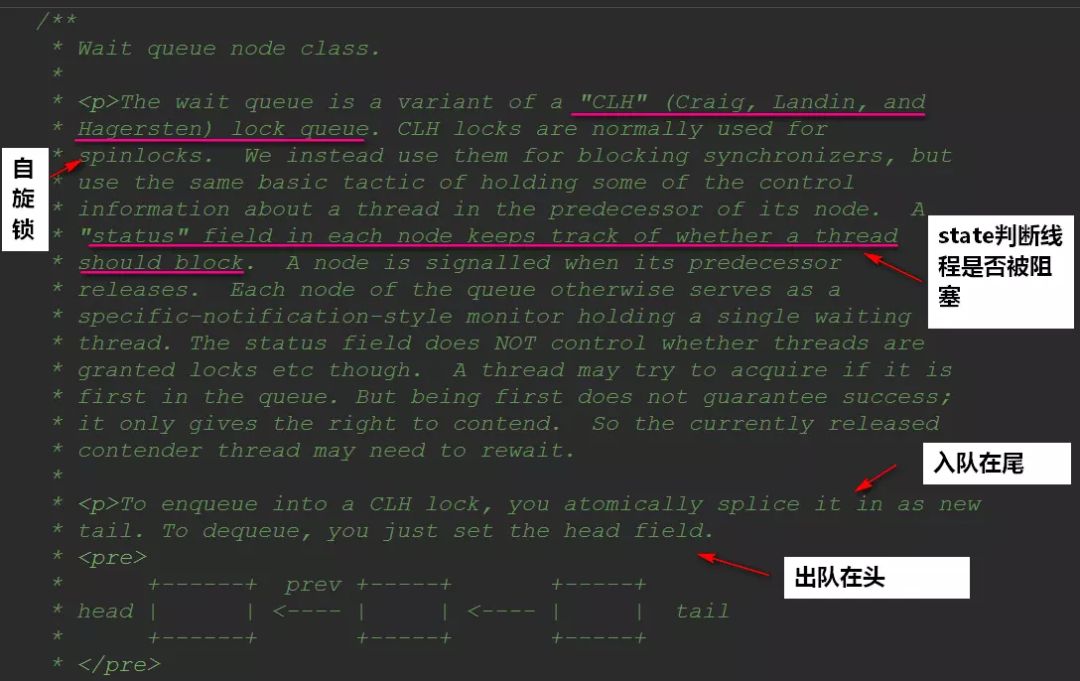 /**
* Wait queue node class.
*
* <p>The wait queue is a variant of a "CLH" (Craig, Landin, and
* Hagersten) lock queue. CLH locks are normally used for
* spinlocks.  We instead use them for blocking synchronizers, but
* use the same basic tactic of holding some of the control
* information about a thread in the predecessor of its node.  A
* "status" field in each node keeps track of whether a thread
* should block.  A node is signalled when its predecessor
* releases.  Each node of the queue otherwise serves as a
* specific-notification-style monitor holding a single waiting
* thread. The status field does NOT control whether threads are
* granted locks etc though.  A thread may try to acquire if it is
* first in the queue. But being first does not guarantee success;
* it only gives the right to contend.  So the currently released
* contender thread may need to rewait.
*
* <p>To enqueue into a CLH lock, you atomically splice it in as new
* tail. To dequeue, you just set the head field.
* <pre>
*      +------+  prev +-----+       +-----+
* head |      | <---- |     | <---- |     |  tail
*      +------+       +-----+       +-----+
* </pre>
自
旋
锁
state判断线
程是否被阻
塞
入队在尾
出队在头